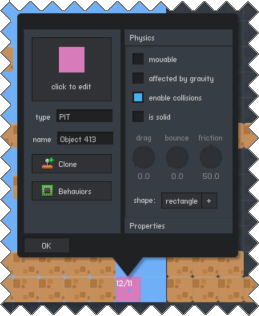 Physics
movable
click to edit
affected by gravity
enable collisions
type PIT
is solid
name Object 413
drag bounce friction
Clone
0.0 0.0 50.0
Behaviors
shape: rectangle +
Properties
OK
12/11